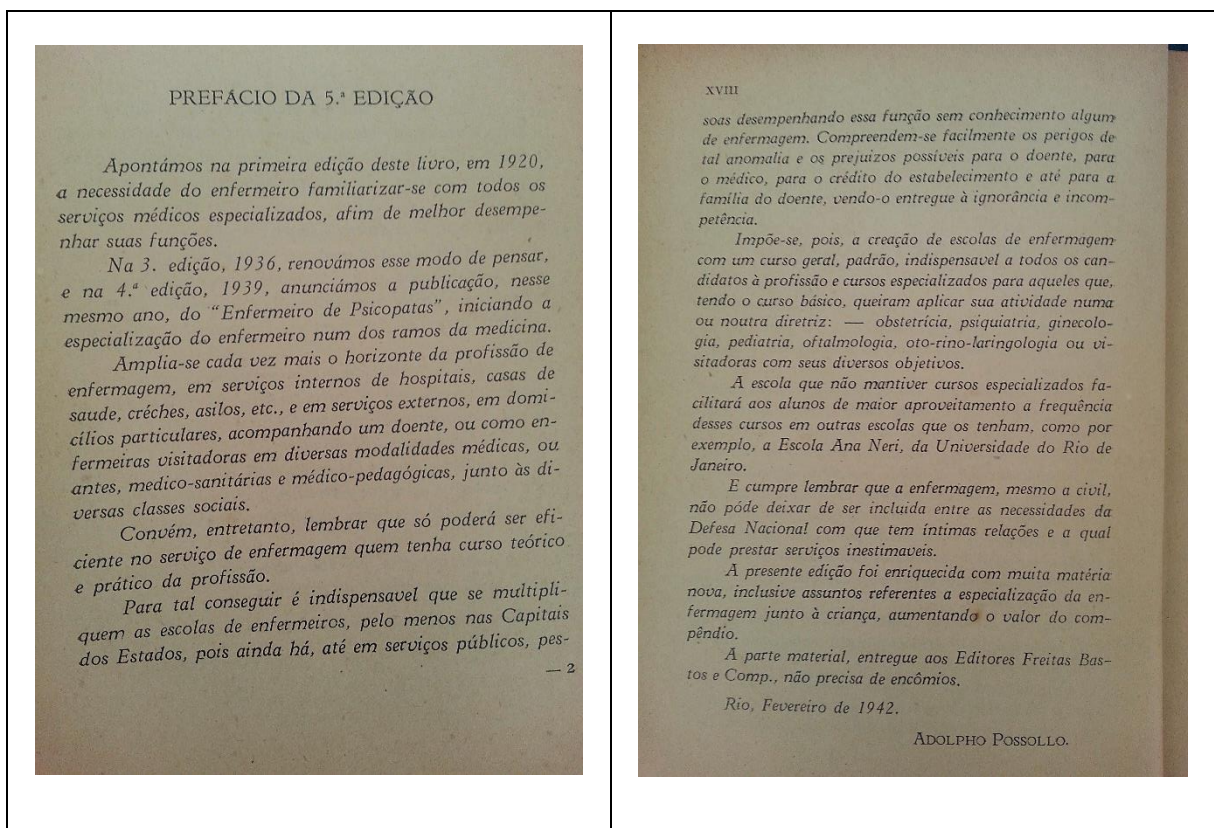 PREFÁCIO DA 5.ª EDIÇÃO
Apontámos na primeira edição deste livro, em 1920,
a necessidade do enfermeiro familiarizar-se com todos os
serviços médicos especializados, afim de melhor desempe-
nhar suas funções.
Na 3. edição, 1936, renovámos esse modo de pensar,
e na 4.ª edição, 1939, anunciámos a publicação, nesse
mesmo ano, do "Enfermeiro de Psicopatas", iniciando a
especialização do enfermeiro num dos ramos da medicina.
Amplia-se cada vez mais o horizonte da profissão de
enfermagem, em serviços internos de hospitais, casas de
saude, créches, asilos, etc., e em serviços externos, em domi-
cílios particulares, acompanhando um doente, ou como en-
fermeiras visitadoras em diversas modalidades médicas, ou
antes, medico-sanitárias e médico-pedagógicas, junto às di-
versas classes sociais.
Convém, entretanto, lembrar que só poderá ser efi-
ciente no serviço de enfermagem quem tenha curso teórico
e prático da profissão.
Para tal conseguir é indispensavel que se multipli-
quem as escolas de enfermeiros, pelo menos nas Capitais
dos Estados, pois ainda há, até em serviços públicos, pes-
— 2
XVIII
soas desempenhando essa função sem conhecimento algum
de enfermagem. Compreendem-se facilmente os perigos de
tal anomalia e os prejuizos possíveis para o doente, para
o médico, para o crédito do estabelecimento e até para a
família do doente, vendo-o entregue à ignorância e incom-
petência.
Impõe-se, pois, a creação de escolas de enfermagem
com um curso geral, padrão, indispensavel a todos os can-
didatos à profissão e cursos especializados para aqueles que,
tendo o curso básico, queiram aplicar sua atividade numa
ou noutra diretriz: — obstetrícia, psiquiatria, ginecolo-
gia, pediatria, oftalmologia, oto-rino-laringologia ou vi-
sitadoras com seus diversos objetivos.
A escola que não mantiver cursos especializados fa-
cilitará aos alunos de maior aproveitamento a frequência
desses cursos em outras escolas que os tenham, como por
exemplo, a Escola Ana Neri, da Universidade do Rio de
Janeiro.
E cumpre lembrar que a enfermagem, mesmo a civil,
não póde deixar de ser incluida entre as necessidades da
Defesa Nacional com que tem íntimas relações e a qual
pode prestar serviços inestimaveis.
A presente edição foi enriquecida com muita matéria
nova, inclusive assuntos referentes a especialização da en-
fermagem junto à criança, aumentando o valor do com-
pêndio.
A parte material, entregue aos Editores Freitas Bas-
tos e Comp., não precisa de encômios.
Rio, Fevereiro de 1942.
ADOLPHO POSSOLLO.